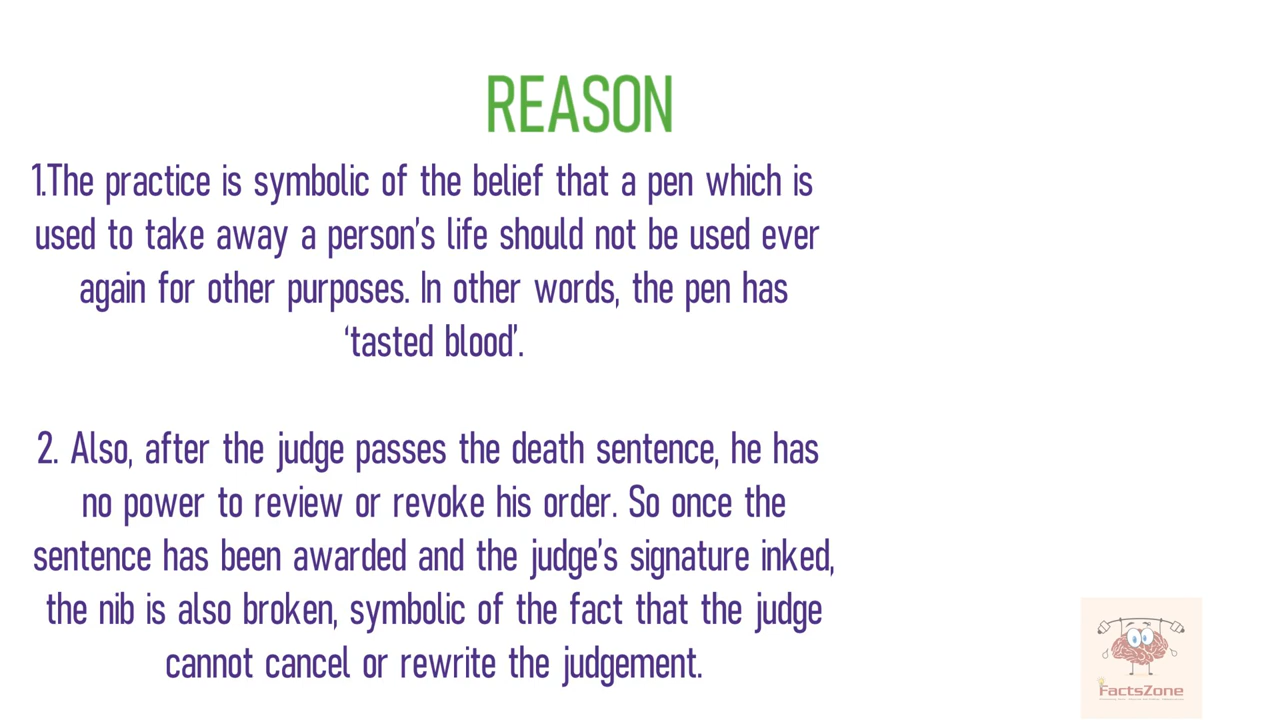 REASON
1.The practice is symbolic of the belief that a pen which is
used to take away a person's life should not be used ever
again for other purposes. In other words, the pen has
‘tasted blood’.
2. Also, after the judge passes the death sentence, he has
no power to review or revoke his order. So once the
sentence has been awarded and the judge’s signature inked,
the nib is also broken, symbolic of the fact that the judge
cannot cancel or rewrite the judgement.
FactsZone